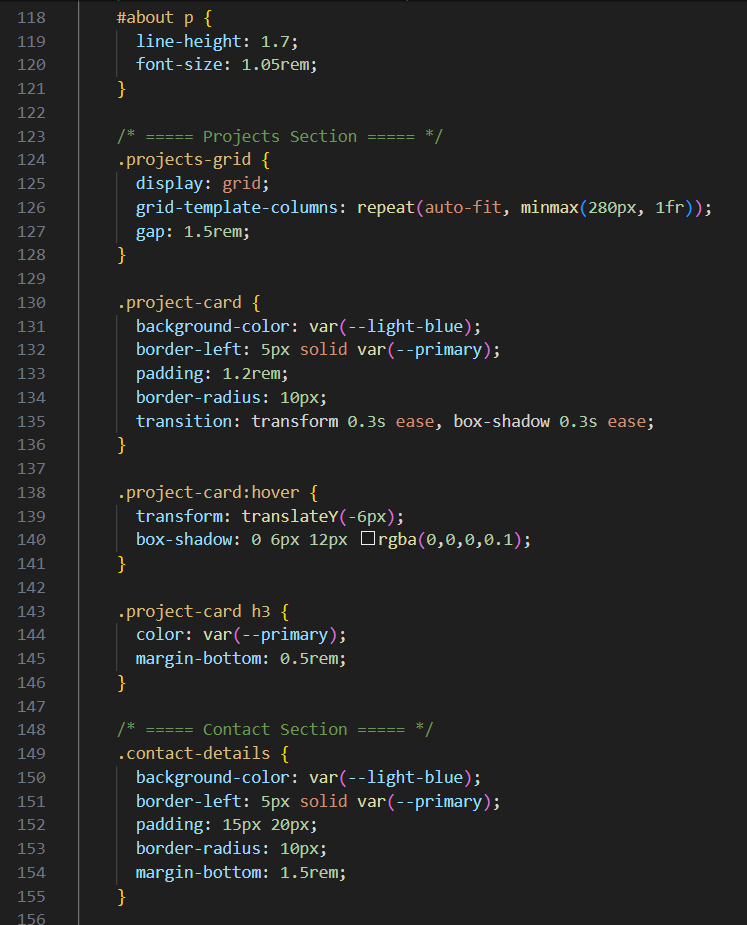 118 #about p {
119 line-height: 1.7;
120 font-size: 1.05rem;
121 }
122
123 /* ===== Projects Section ===== */
124 .projects-grid {
125 display: grid;
126 grid-template-columns: repeat(auto-fit, minmax(280px, 1fr));
127 gap: 1.5rem;
128 }
129
130 .project-card {
131 background-color: var(--light-blue);
132 border-left: 5px solid var(--primary);
133 padding: 1.2rem;
134 border-radius: 10px;
135 transition: transform 0.3s ease, box-shadow 0.3s ease;
136 }
137
138 .project-card:hover {
139 transform: translateY(-6px);
140 box-shadow: 0 6px 12px rgba(0,0,0,0.1);
141 }
142
143 .project-card h3 {
144 color: var(--primary);
145 margin-bottom: 0.5rem;
146 }
147
148 /* ===== Contact Section ===== */
149 .contact-details {
150 background-color: var(--light-blue);
151 border-left: 5px solid var(--primary);
152 padding: 15px 20px;
153 border-radius: 10px;
154 margin-bottom: 1.5rem;
155 }
156